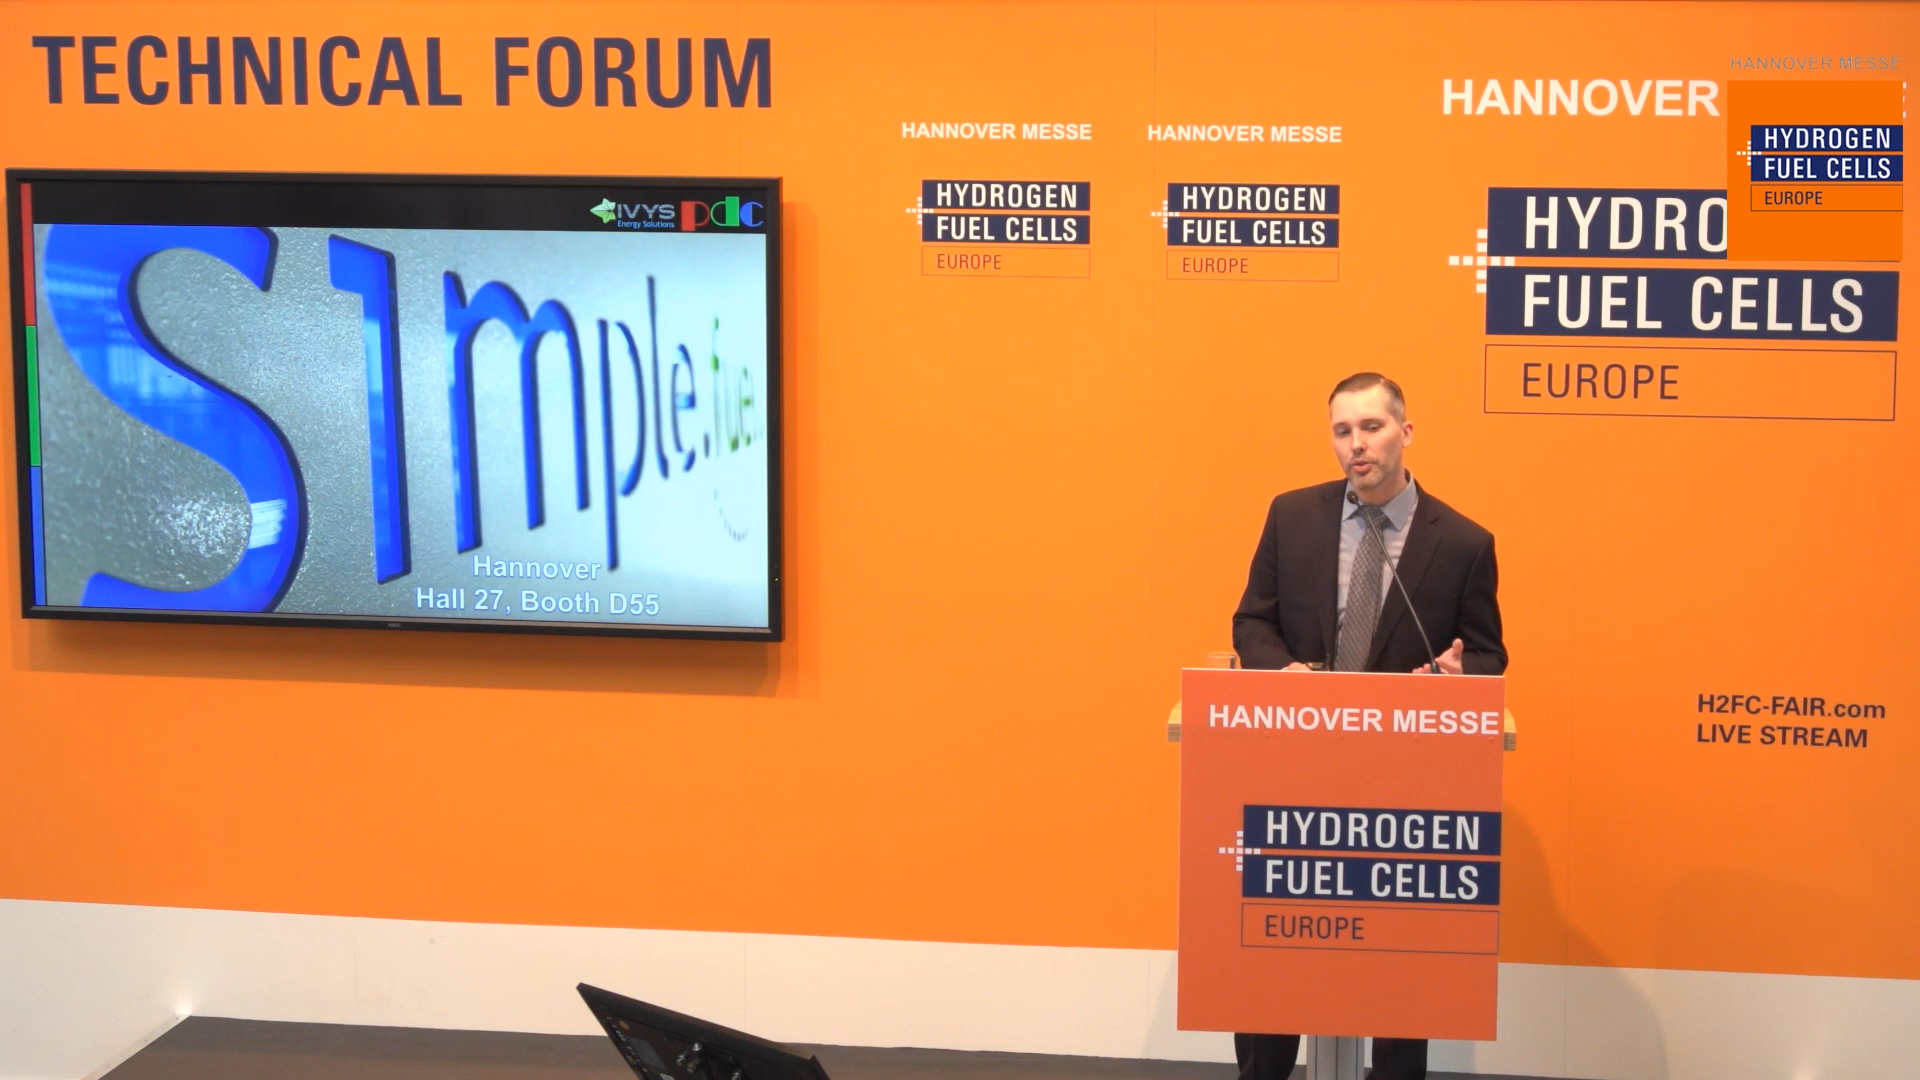 TECHNICAL FORUM
IVYS
Energy Solutions
pdc
SImple.fuel
Hannover
Hall 27, Booth D55
HANNOVER MESSE
HYDROGEN
FUEL CELLS
EUROPE
HANNOVER MESSE
HYDROGEN
FUEL CELLS
EUROPE
HANNOVER
HYDRO
FUEL CELLS
EUROPE
HANNOVER MESSE
HYDROGEN
FUEL CELLS
EUROPE
H2FC-FAIR.com
LIVE STREAM
HANNOVER MESSE
HYDROGEN
FUEL CELLS
EUROPE